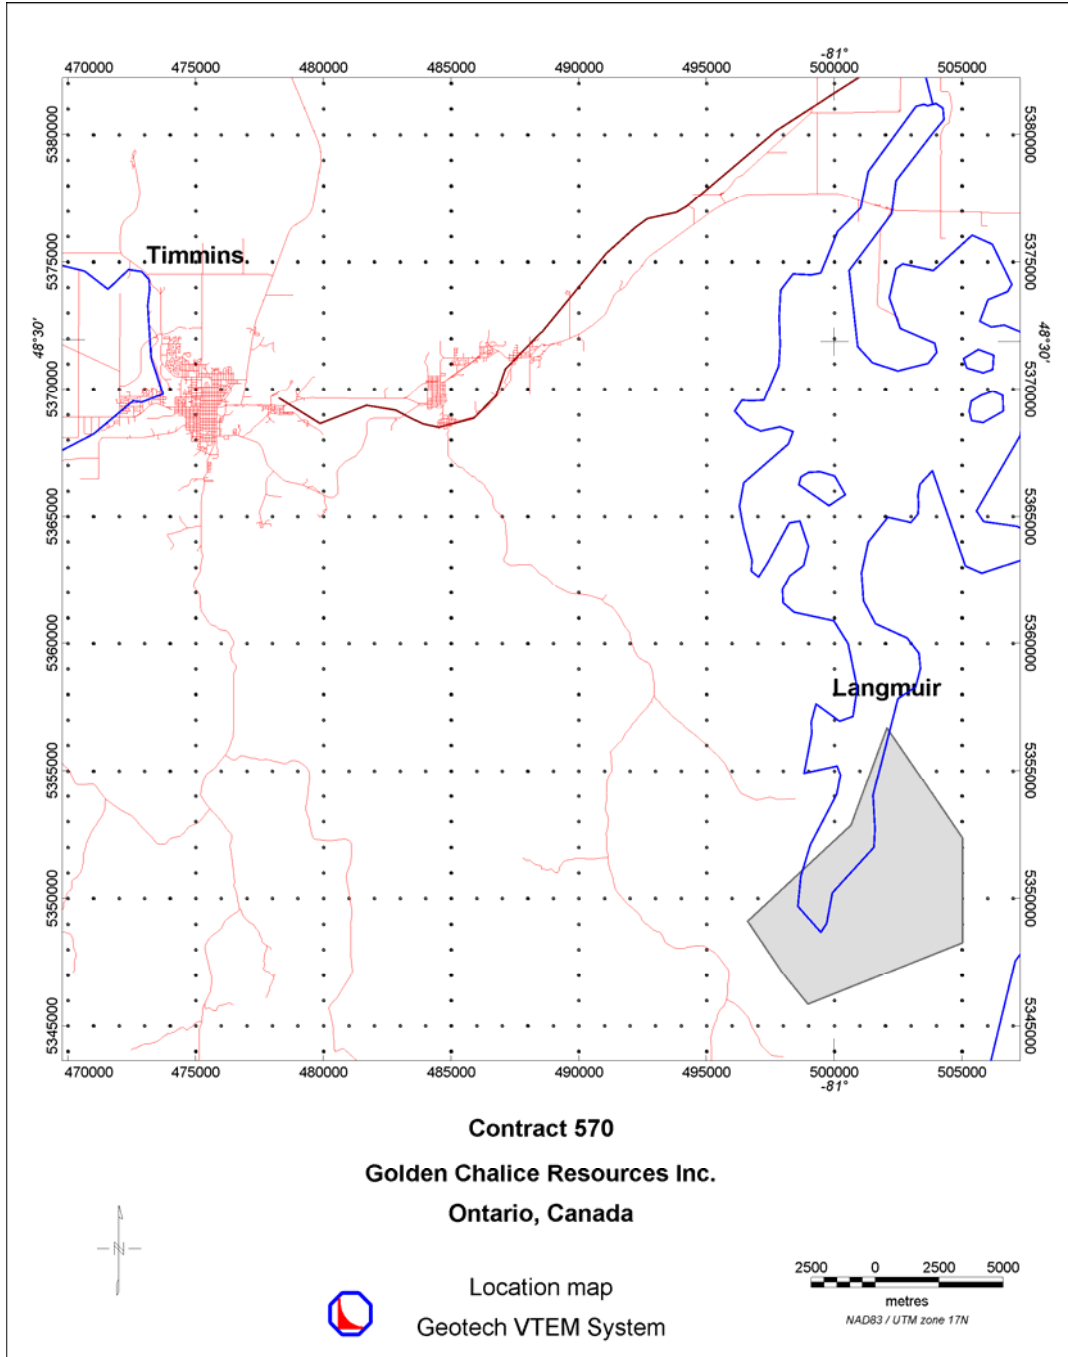 -81°
470000 475000 480000 485000 490000 495000 500000 505000
5380000 5380000
Timmins
5375000 5375000
48°30' 48°30'
5370000 5370000
5365000 5365000
5360000 5360000
Langmuir
5355000 5355000
5350000 5350000
5345000 5345000
470000 475000 480000 485000 490000 495000 500000 505000
-81°
Contract 570
Golden Chalice Resources Inc.
Ontario, Canada
N
2500 0 2500 5000
metres
NAD83 / UTM zone 17N
Location map
Geotech VTEM System